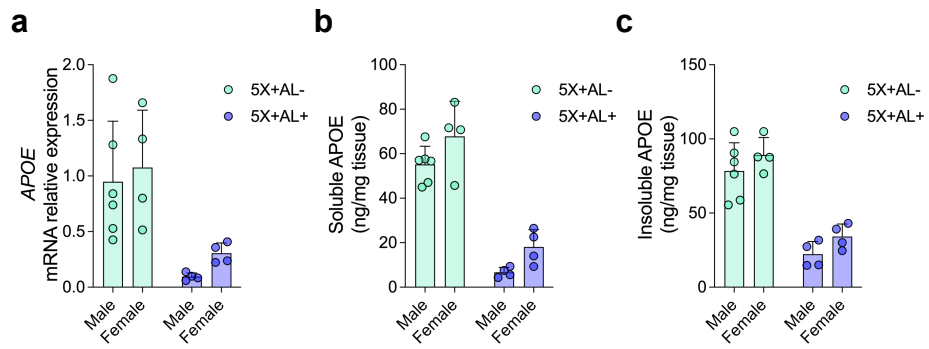 a
APOE
mRNA relative expression
2.0
1.5
1.0
0.5
0.0
Male
Female
Male
Female
5X+AL-
5X+AL+
b
Soluble APOE
(ng/mg tissue)
100
80
60
40
20
0
Male
Female
Male
Female
5X+AL-
5X+AL+
c
Insoluble APOE
(ng/mg tissue)
150
100
50
0
Male
Female
Male
Female
5X+AL-
5X+AL+